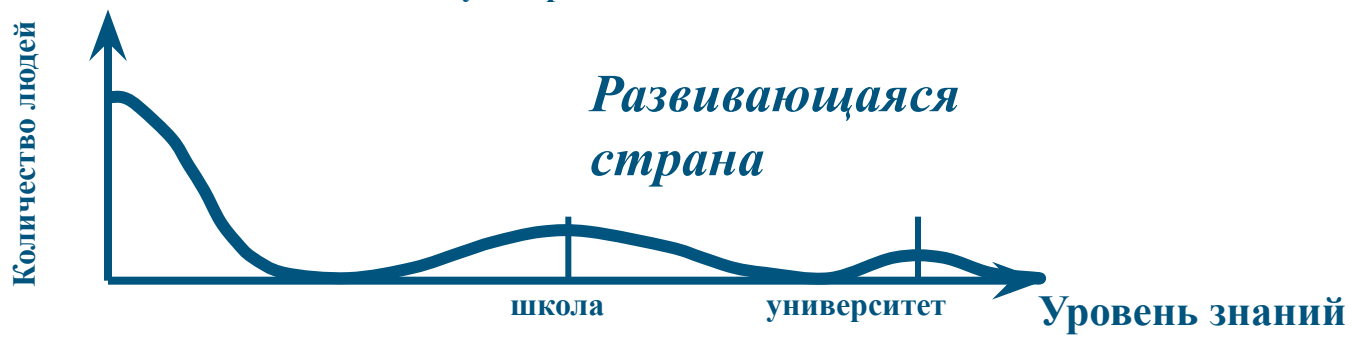 Количество людей
Развивающаяся
страна
школа
университет
Уровень знаний